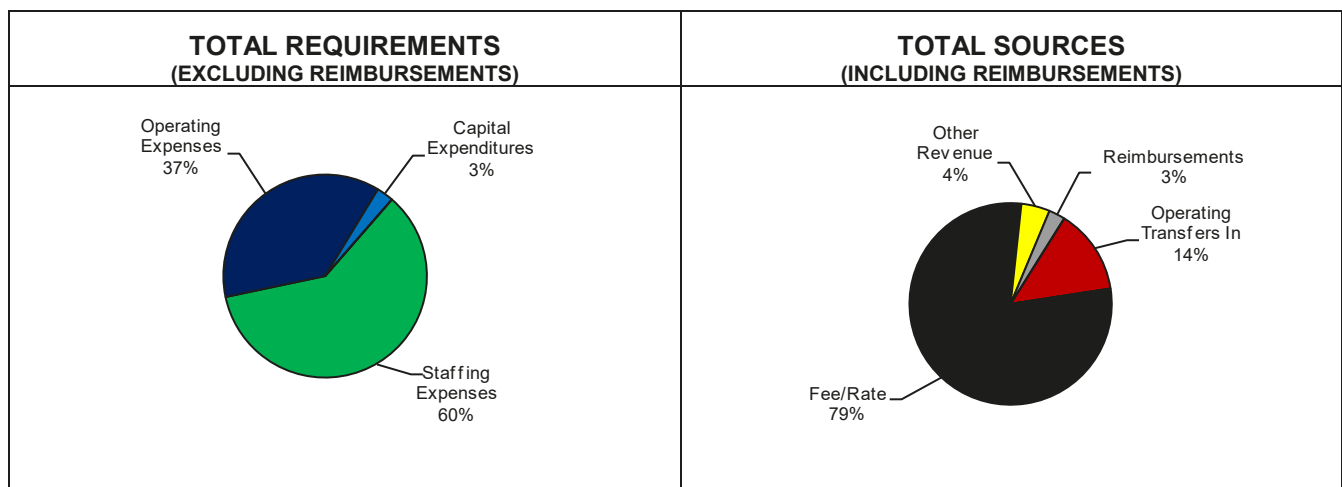 TOTAL REQUIREMENTS
(EXCLUDING REIMBURSEMENTS)
Operating
Expenses
37%
Capital
Expenditures
3%
Staffing
Expenses
60%
TOTAL SOURCES
(INCLUDING REIMBURSEMENTS)
Other
Revenue
4%
Reimbursements
3%
Operating
Transfers In
14%
Fee/Rate
79%